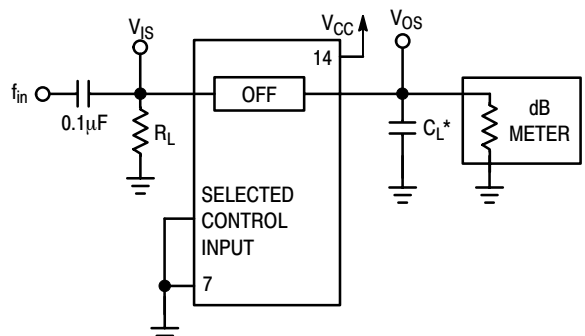 V_IS
V_CC
V_OS
14
f_in
OFF
dB
METER
0.1μF
R_L
C_L*
SELECTED
CONTROL
INPUT
7